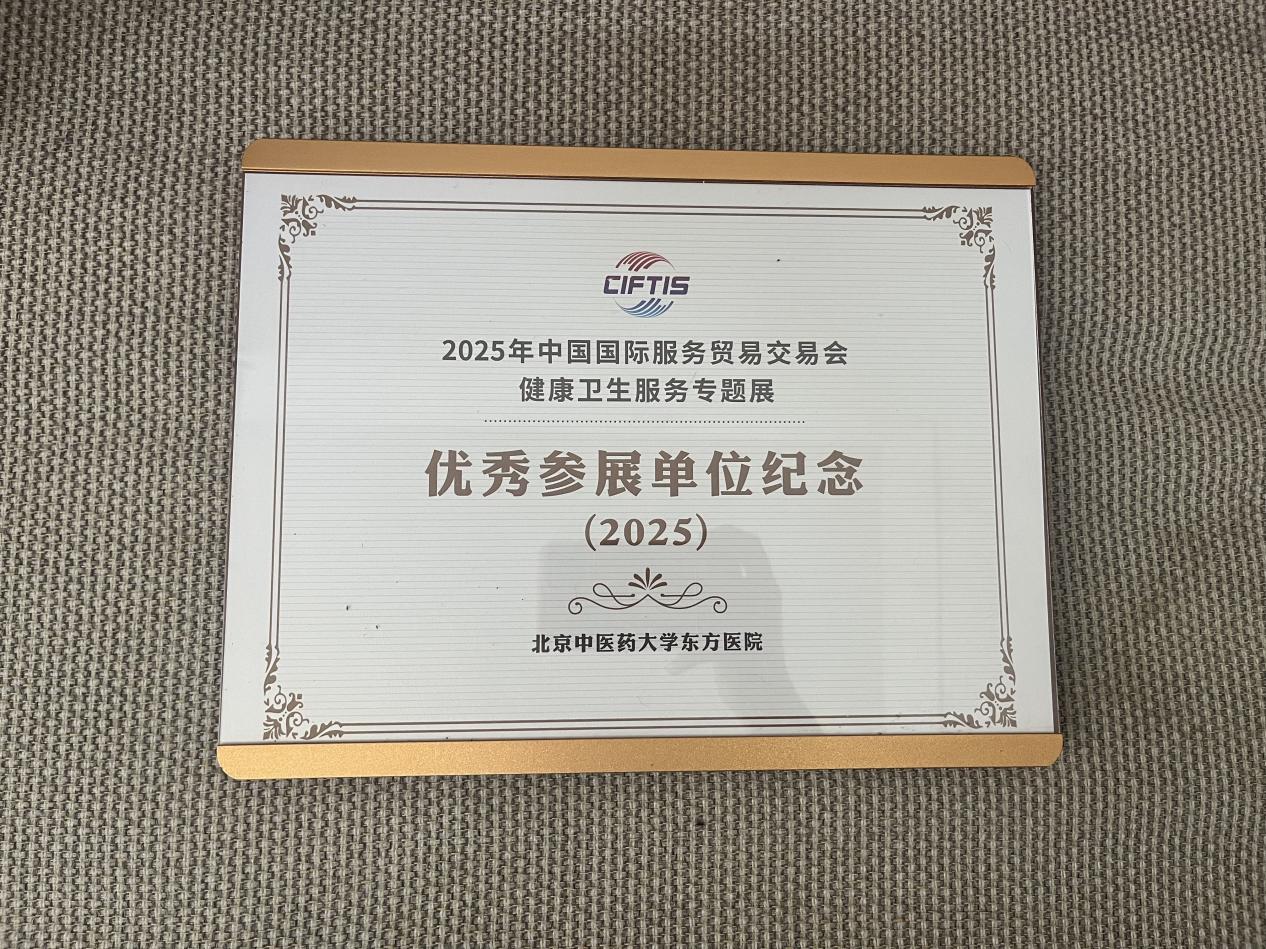 CIFTIS
2025年中国国际服务贸易交易会
健康卫生服务专题展
优秀参展单位纪念
(2025)
北京中医药大学东方医院